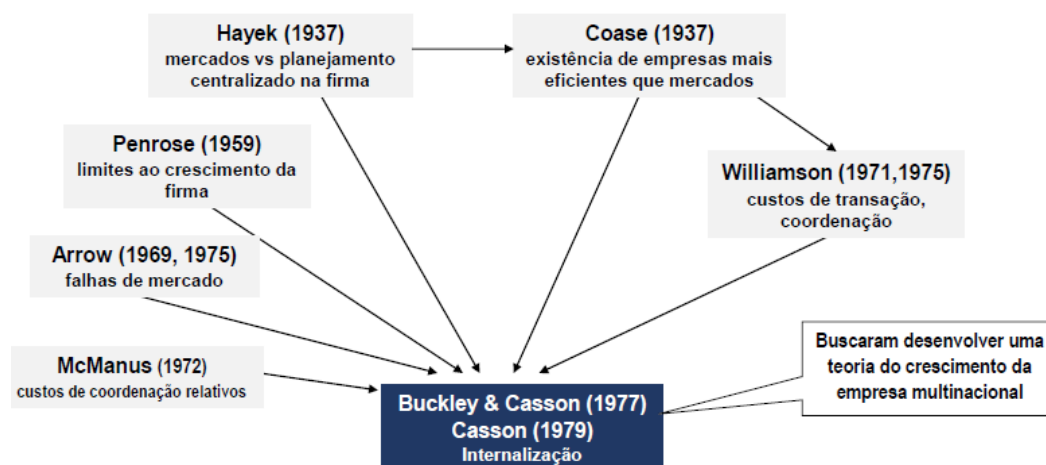 Hayek (1937)
mercados vs planejamento
centralizado na firma
Coase (1937)
existência de empresas mais
eficientes que mercados
Penrose (1959)
limites ao crescimento da
firma
Williamson (1971,1975)
custos de transação,
coordenação
Arrow (1969, 1975)
falhas de mercado
McManus (1972)
custos de coordenação relativos
Buscaram desenvolver uma
teoria do crescimento da
empresa multinacional
Buckley & Casson (1977)
Casson (1979)
Internalização